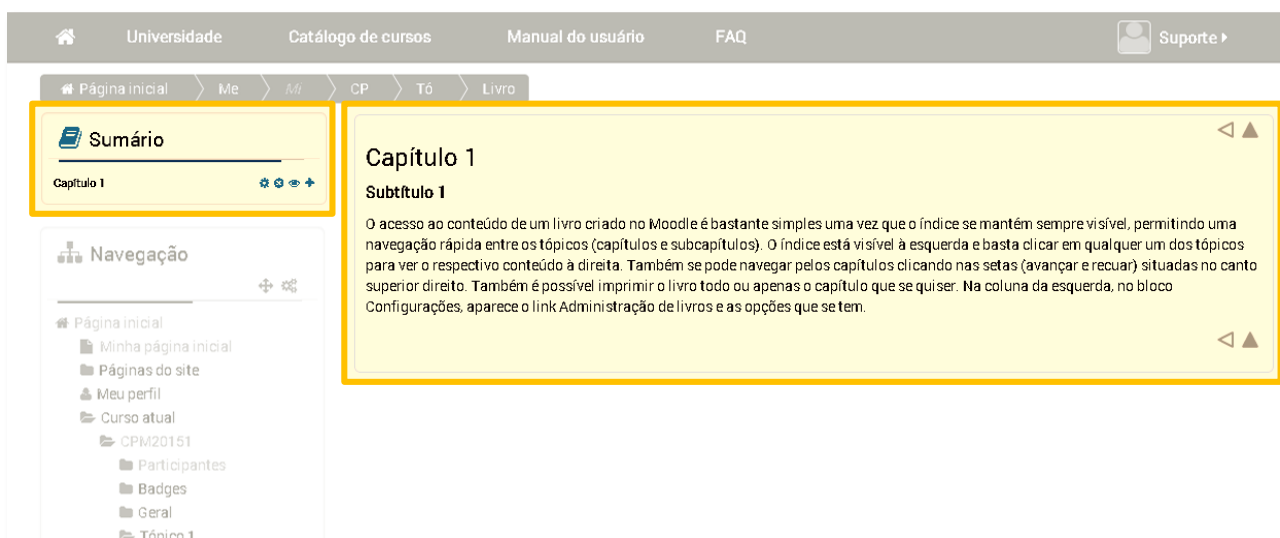 Universidade Catálogo de cursos Manual do usuário FAQ Suporte
Página inicial Me Mi CP Tó Livro
Sumário
Capítulo 1
Capítulo 1
Subtítulo 1
O acesso ao conteúdo de um livro criado no Moodle é bastante simples uma vez que o índice se mantém sempre visível, permitindo uma
navegação rápida entre os tópicos (capítulos e subcapítulos). O índice está visível à esquerda e basta clicar em qualquer um dos tópicos
para ver o respectivo conteúdo à direita. Também se pode navegar pelos capítulos clicando nas setas (avançar e recuar) situadas no canto
superior direito. Também é possível imprimir o livro todo ou apenas o capítulo que se quiser. Na coluna da esquerda, no bloco
Configurações, aparece o link Administração de livros e as opções que se tem.
Navegação
Página inicial
Minha página inicial
Páginas do site
Meu perfil
Curso atual
CPM20151
Participantes
Badges
Geral
Tópico 1